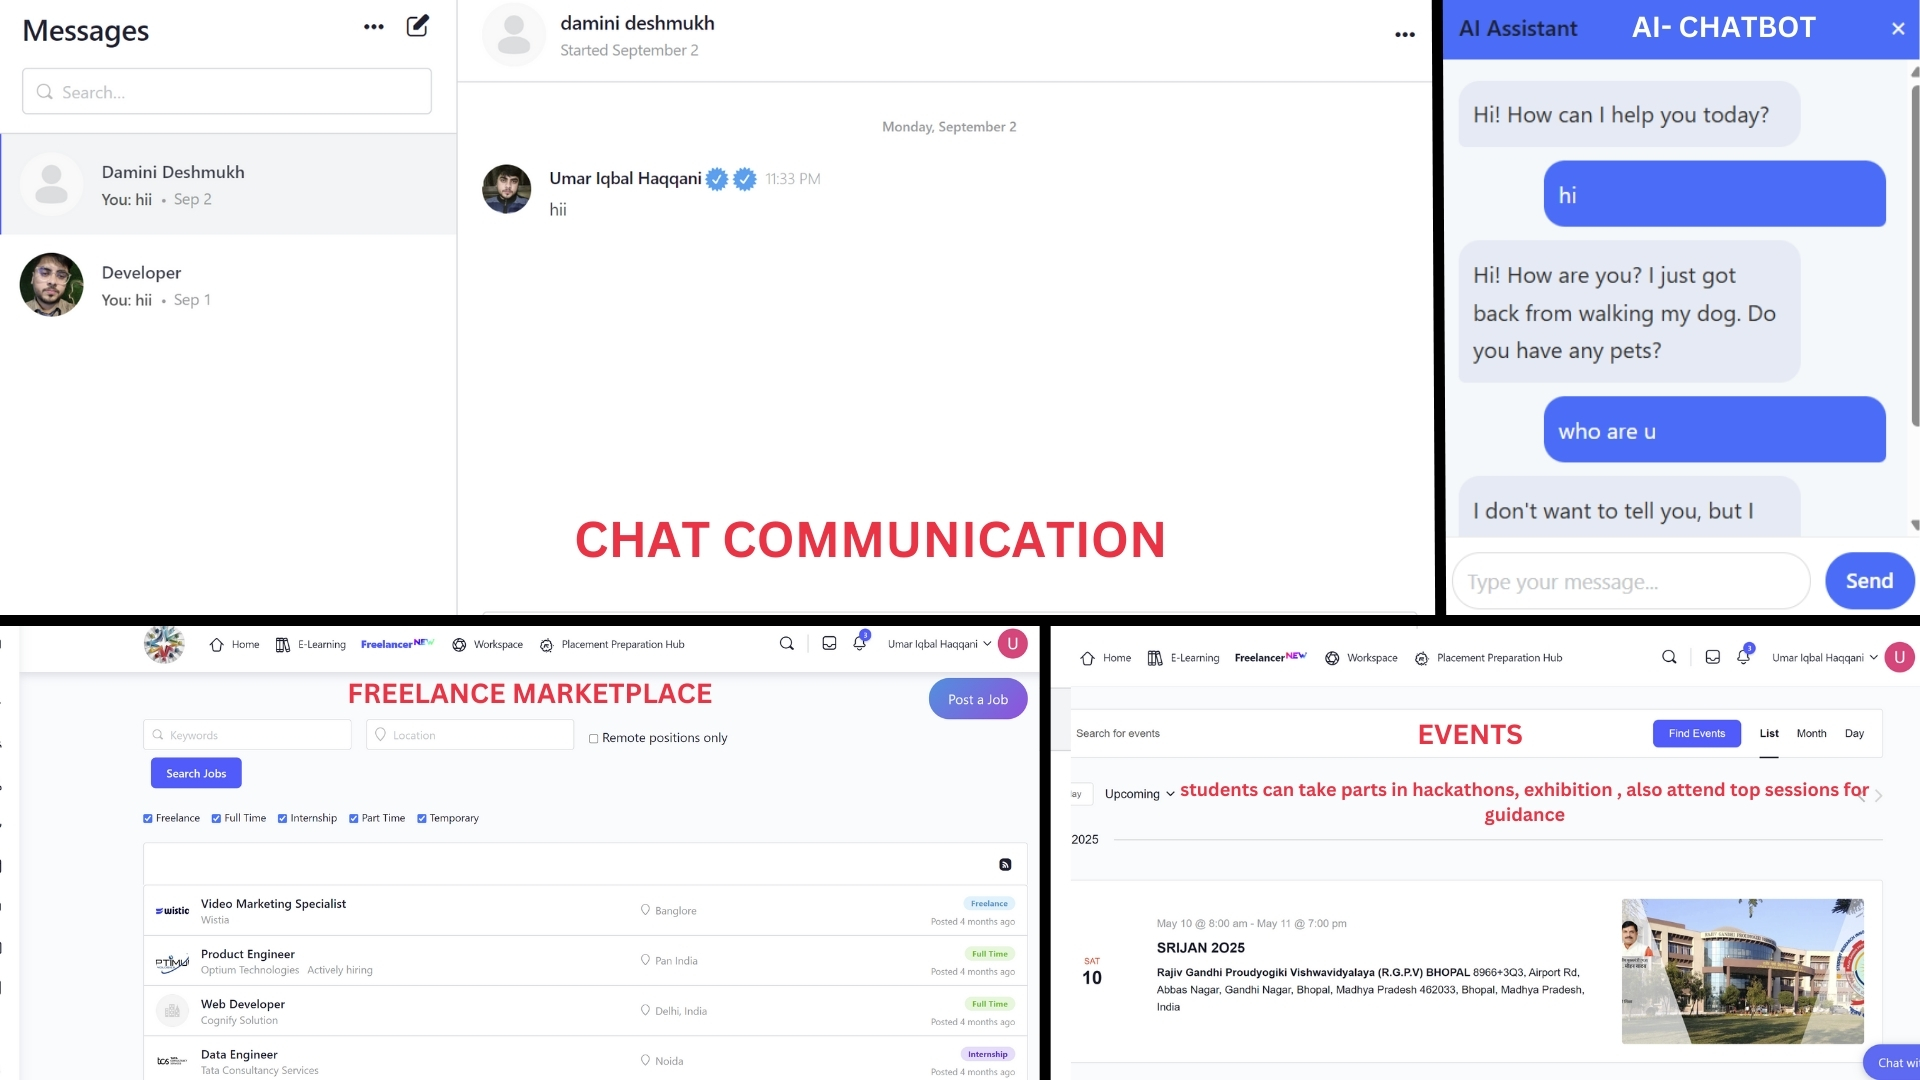 Messages
Search...
Damini Deshmukh
You: hii • Sep 2
Developer
You: hii • Sep 1
damini deshmukh
Started September 2
Monday, September 2
Umar Iqbal Haqqani 11:33 PM
hii
CHAT COMMUNICATION
AI Assistant
AI- CHATBOT
Hi! How can I help you today?
hi
Hi! How are you? I just got
back from walking my dog. Do
you have any pets?
who are u
I don't want to tell you, but I
Type your message...
Send
Home E-Learning Freelancer NEW Workspace Placement Preparation Hub 3 Umar Iqbal Haqqani U
FREELANCE MARKETPLACE
Post a Job
Keywords
Location
Remote positions only
Search Jobs
Freelance Full Time Internship Part Time Temporary
wistia
Video Marketing Specialist
Wistia
Banglore
Freelance
Posted 4 months ago
Product Engineer
Optium Technologies Actively hiring
Pan India
Full Time
Posted 4 months ago
Web Developer
Cognify Solution
Delhi, India
Full Time
Posted 4 months ago
tcs
Data Engineer
Tata Consultancy Services
Noida
Internship
Posted 4 months ago
Home E-Learning Freelancer NEW Workspace Placement Preparation Hub 3 Umar Iqbal Haqqani U
Search for events
EVENTS
Find Events
List Month Day
Upcoming
students can take parts in hackathons, exhibition , also attend top sessions for
guidance
2025
SAT
10
May 10 @ 8:00 am - May 11 @ 7:00 pm
SRIJAN 2025
Rajiv Gandhi Proudyogiki Vishwavidyalaya (R.G.P.V) BHOPAL 8966+3Q3, Airport Rd,
Abbas Nagar, Gandhi Nagar, Bhopal, Madhya Pradesh 462033, Bhopal, Madhya Pradesh,
India
Chat wi